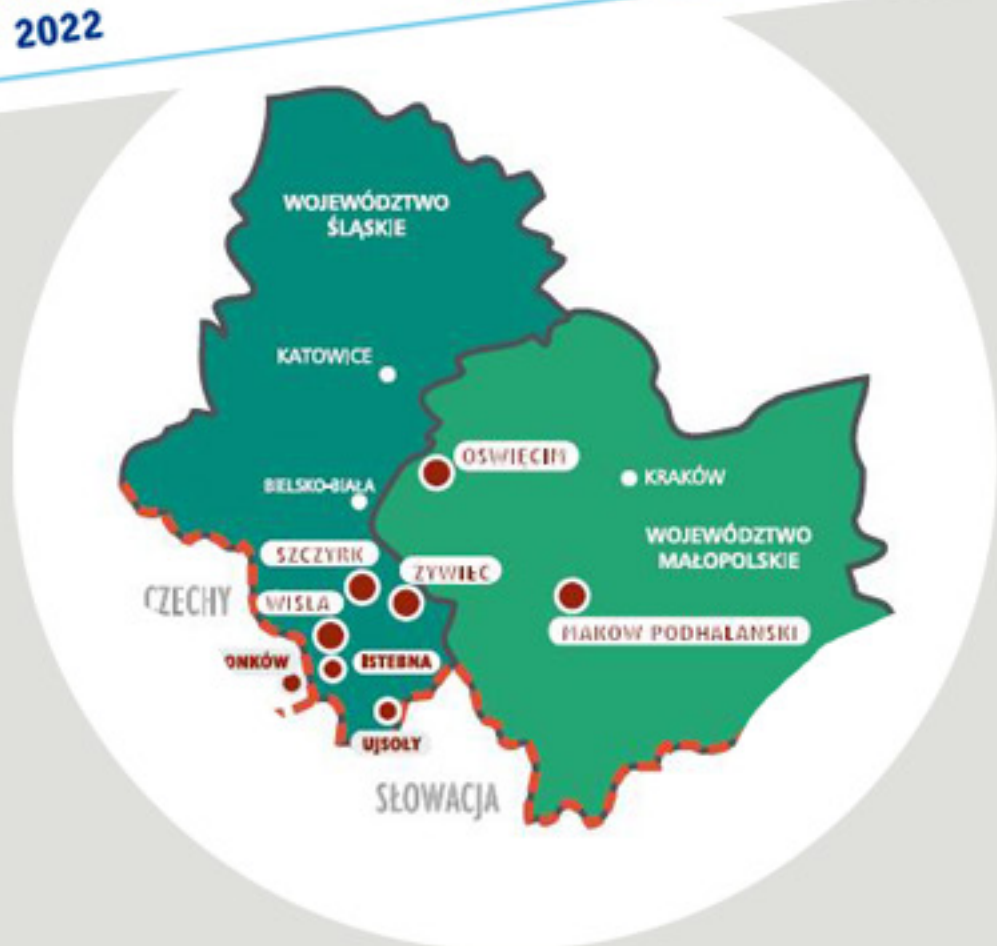 2022
WOJEWÓDZTWO
ŚLĄSKIE
KATOWICE
OSWIĘCIM
KRAKÓW
BIELSKO-BIAŁA
WOJEWÓDZTWO
MAŁOPOLSKIE
SZCZYRK
ZYWIEC
CZECHY
WISLA
MAKOW PODHALANSKI
ONKÓW
ISTEBNA
UJSOŁY
SŁOWACJA